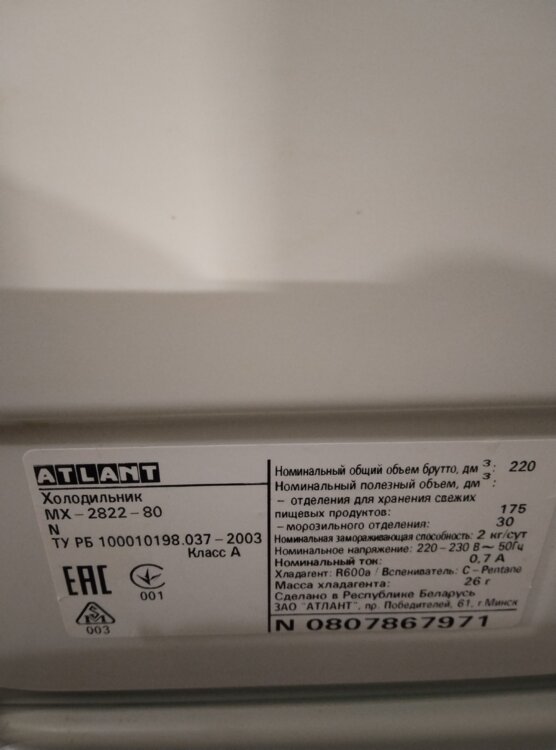 ATLANT
Холодильник
МХ-2822-80
N
ТУ РБ 100010198.037-2003
Класс А
ЕАС
001
003
Номинальный общий объем брутто, дм³: 220
Номинальный полезный объем, дм³:
- отделения для хранения свежих
пищевых продуктов: 175
- морозильного отделения: 30
Номинальная замораживающая способность: 2 кг/сут
Номинальное напряжение: 220-230 В ~ 50Гц
Номинальный ток: 0,7 А
Хладагент: R600a / Вспениватель: C-Pentane
Масса хладагента: 26 г
Сделано в Республике Беларусь
ЗАО "АТЛАНТ", пр. Победителей, 61, г.Минск
N 0807867971